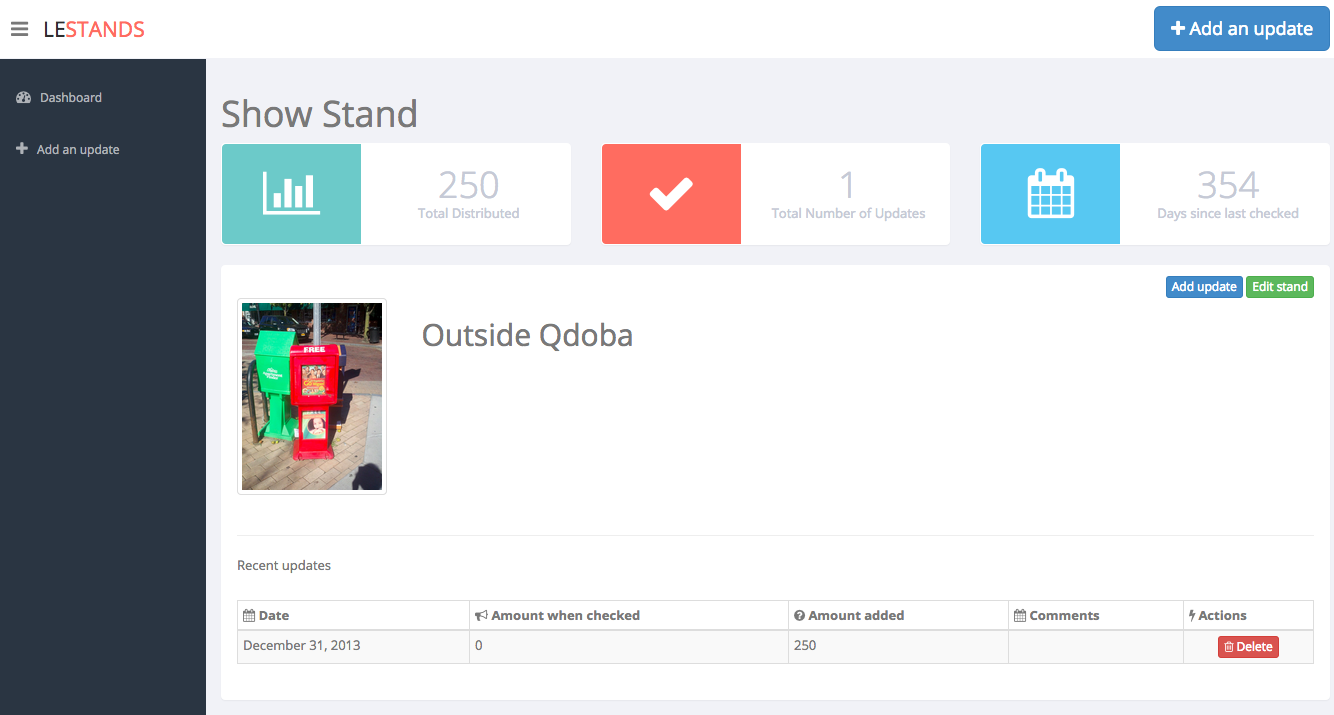 LESTANDS
Add an update
Dashboard
Add an update
Show Stand
250
Total Distributed
1
Total Number of Updates
354
Days since last checked
Add update Edit stand
FREE
Outside Qdoba
Recent updates
Date Amount when checked Amount added Comments Actions
December 31, 2013 0 250 Delete